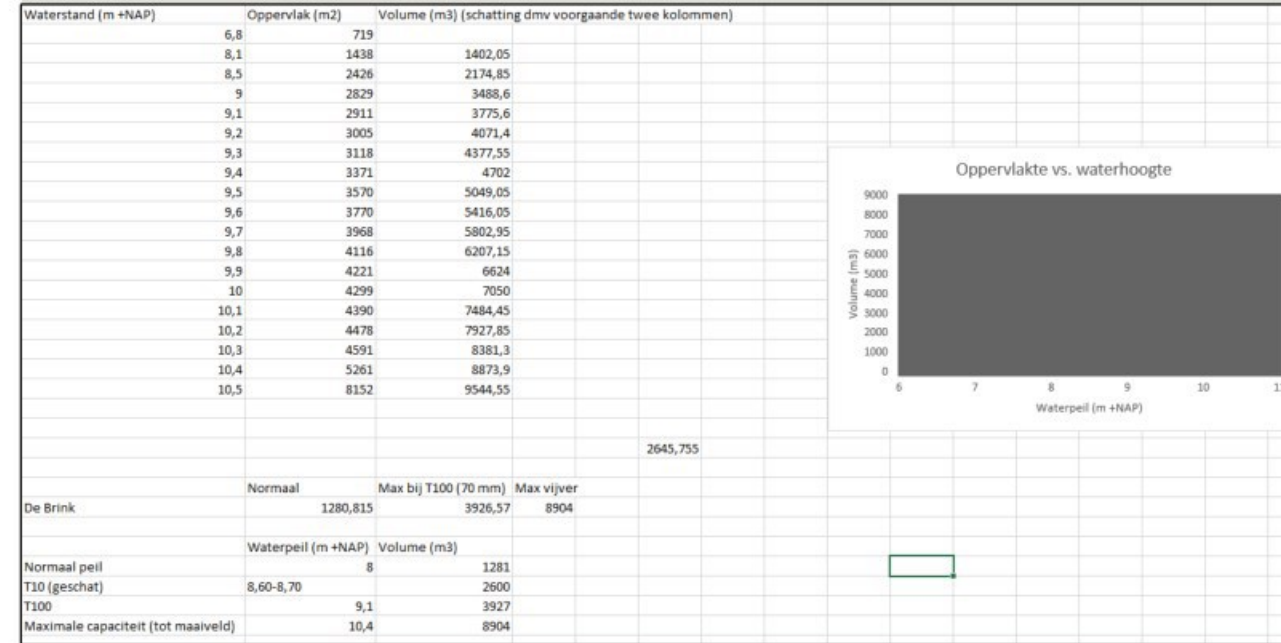 Waterstand (m +NAP) Oppervlak (m2) Volume (m3) (schatting dmv voorgaande twee kolommen)
6,8 719
8,1 1438 1402,05
8,5 2426 2174,85
9 2829 3488,6
9,1 2911 3775,6
9,2 3005 4071,4
9,3 3118 4377,55
9,4 3371 4702
9,5 3570 5049,05
9,6 3770 5416,05
9,7 3968 5802,95
9,8 4116 6207,15
9,9 4221 6624
10 4299 7050
10,1 4390 7484,45
10,2 4478 7927,85
10,3 4591 8381,3
10,4 5261 8873,9
10,5 8152 9544,55
2645,755
Normaal Max bij T100 (70 mm) Max vijver
De Brink 1280,815 3926,57 8904
Waterpeil (m +NAP) Volume (m3)
Normaal peil 8 1281
T10 (geschat) 8,60-8,70 2600
T100 9,1 3927
Maximale capaciteit (tot maaiveld) 10,4 8904
Oppervlakte vs. waterhoogte
Volume (m3)
9000
8000
7000
6000
5000
4000
3000
2000
1000
0
6 7 8 9 10
Waterpeil (m +NAP)